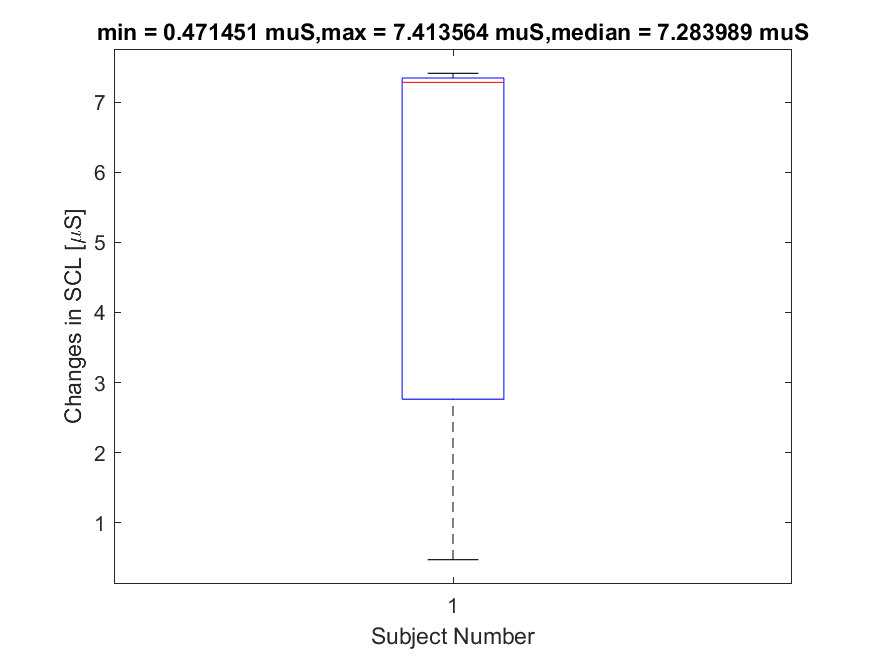 min = 0.471451 muS,max = 7.413564 muS,median = 7.283989 muS
7
6
5
4
3
2
1
Changes in SCL [μS]
1
Subject Number